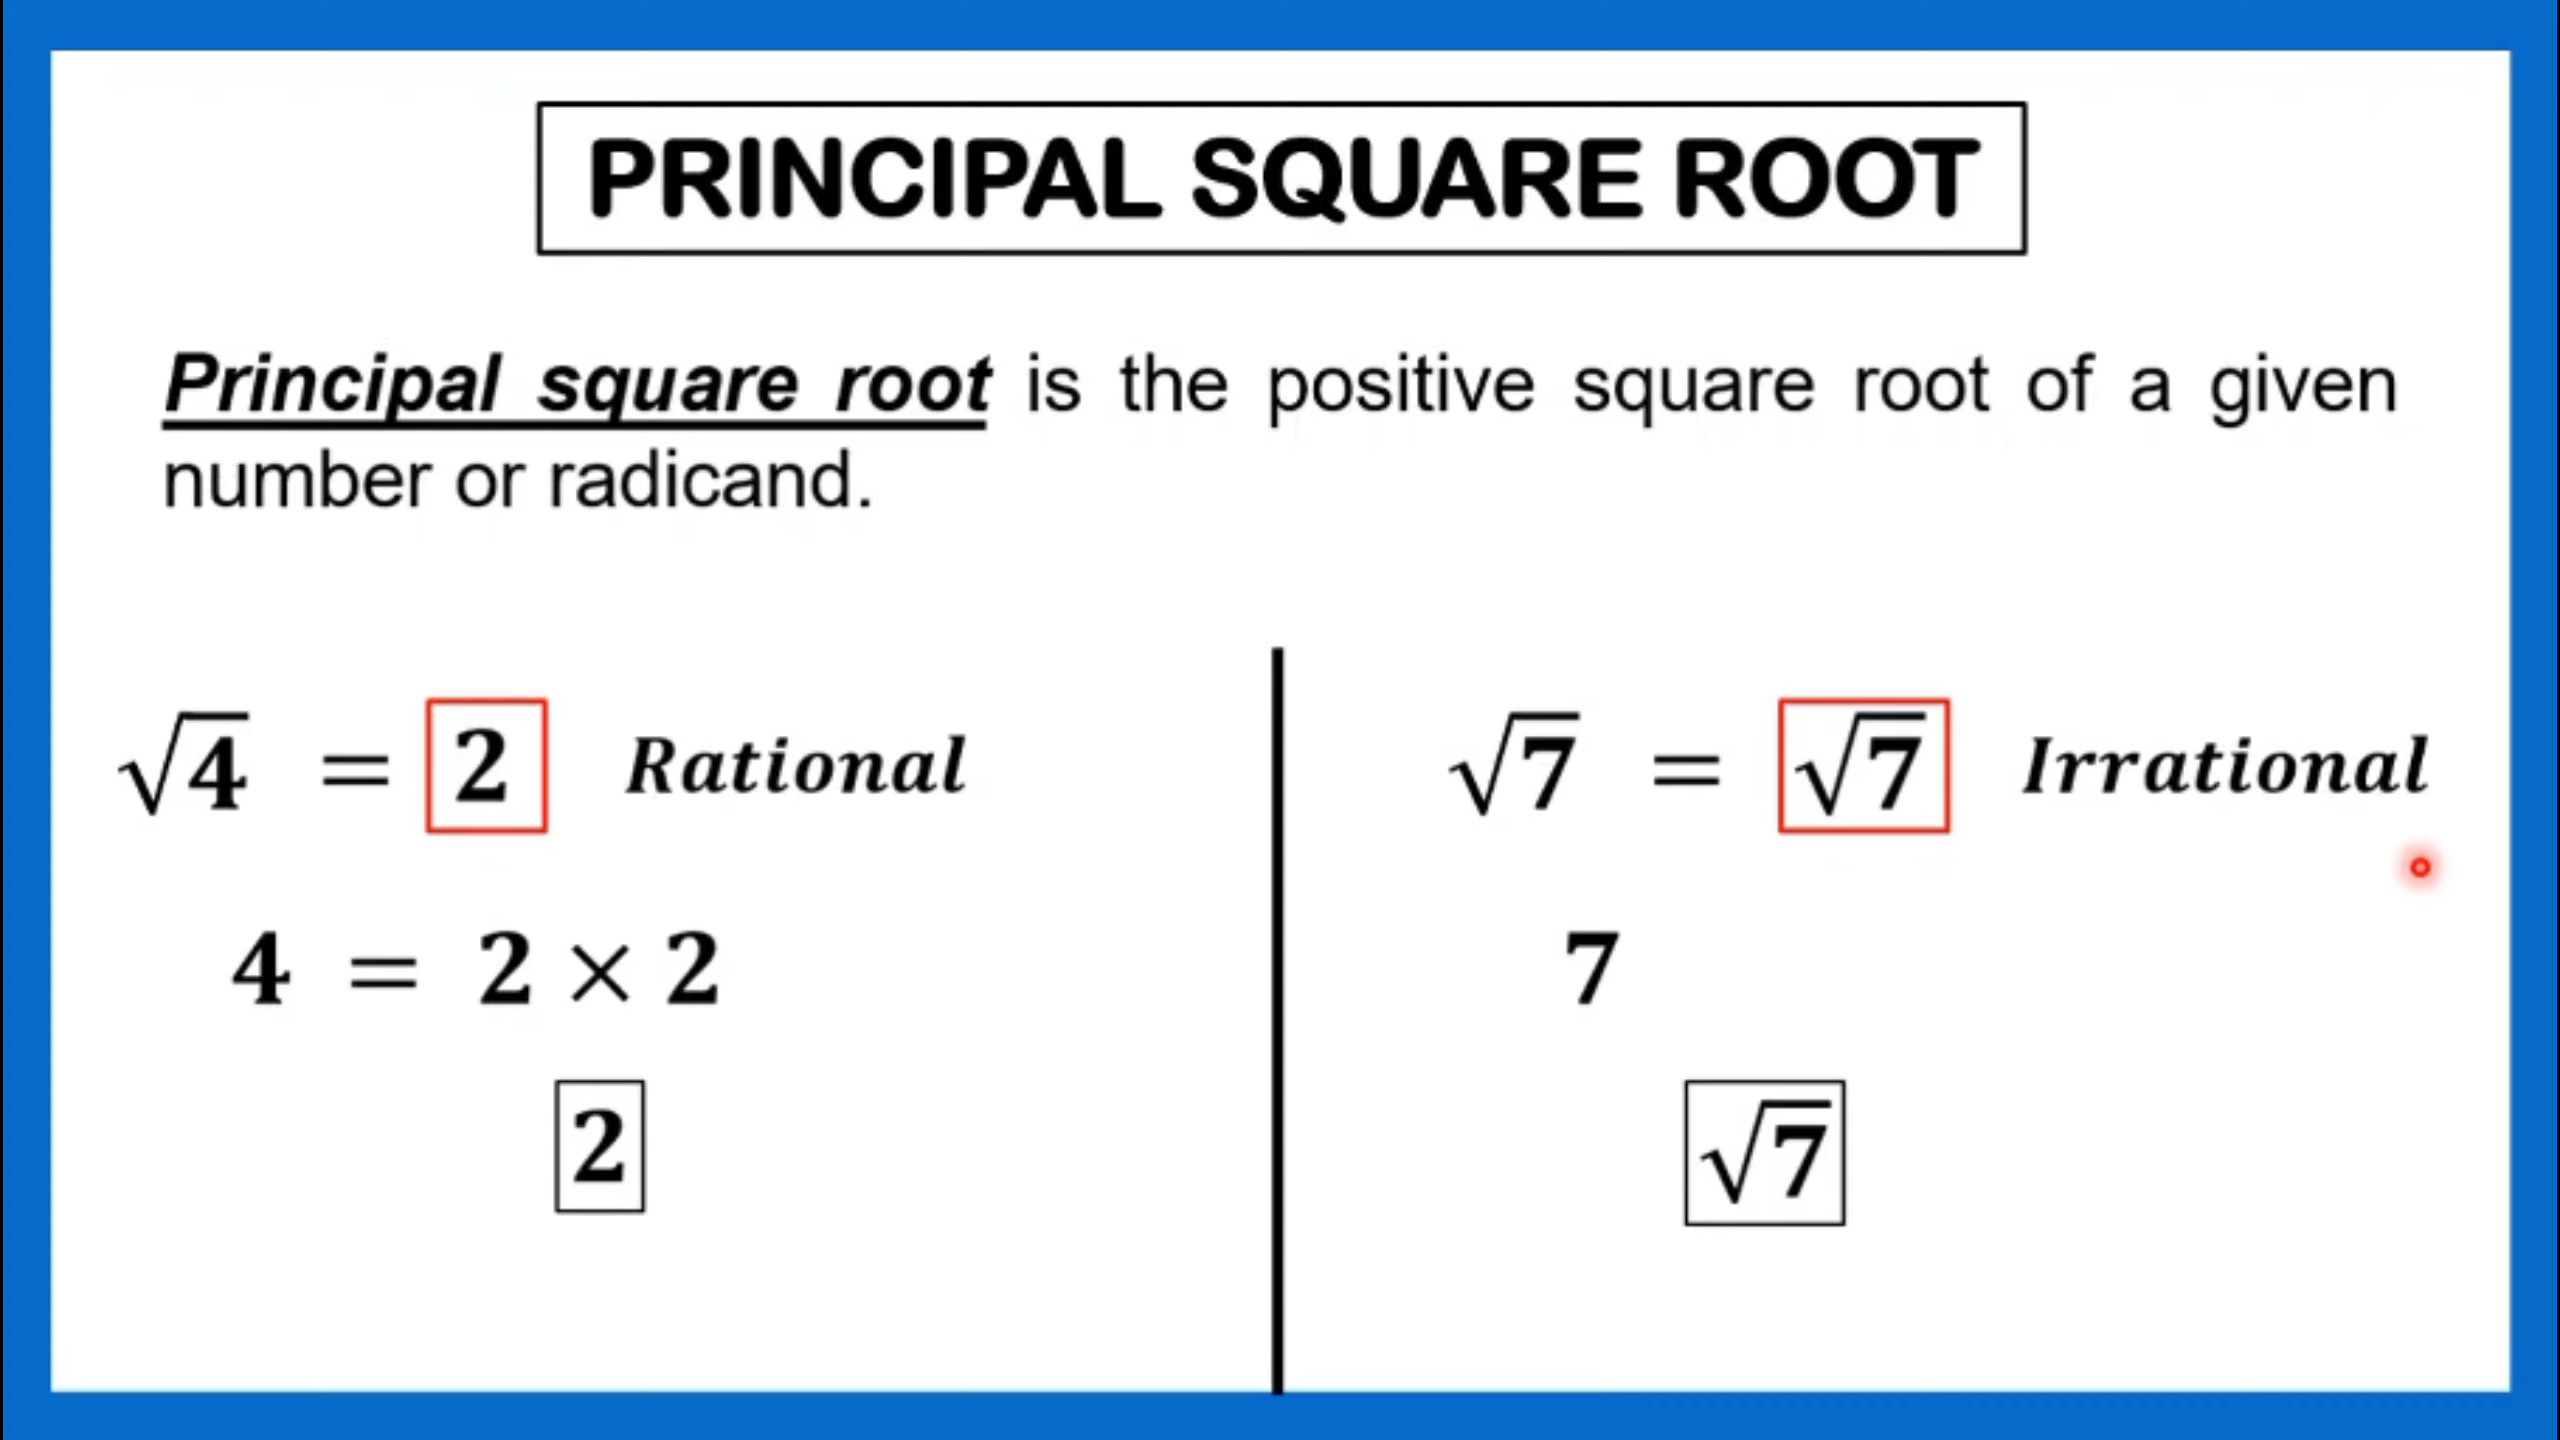 PRINCIPAL SQUARE ROOT
Principal square root is the positive square root of a given
number or radicand.
√4 = 2 Rational
4 = 2 × 2
2
√7 = √7 Irrational
7
√7